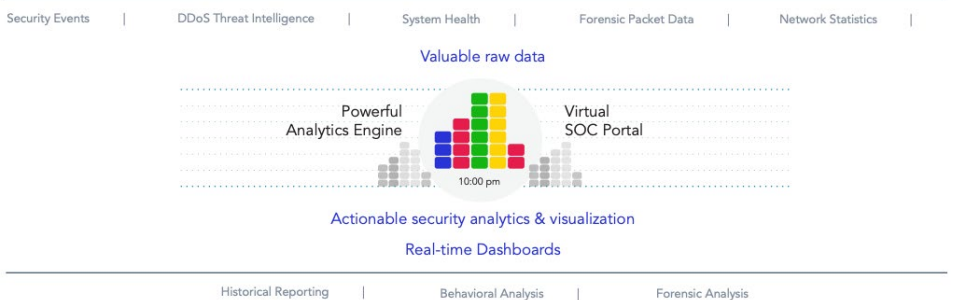 Security Events | DDoS Threat Intelligence | System Health | Forensic Packet Data | Network Statistics |
Valuable raw data
Powerful
Analytics Engine
Virtual
SOC Portal
10:00 pm
Actionable security analytics & visualization
Real-time Dashboards
Historical Reporting | Behavioral Analysis | Forensic Analysis